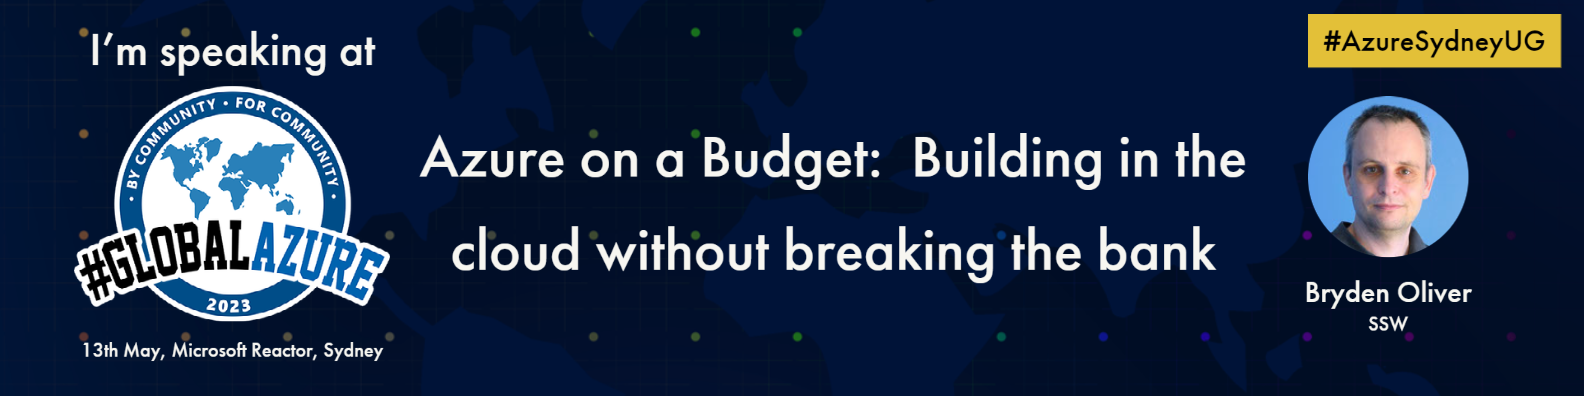 I'm speaking at
• BY COMMUNITY • FOR COMMUNITY •
#GLOBALAZURE
2023
13th May, Microsoft Reactor, Sydney
Azure on a Budget:  Building in the
cloud without breaking the bank
#AzureSydneyUG
Bryden Oliver
SSW